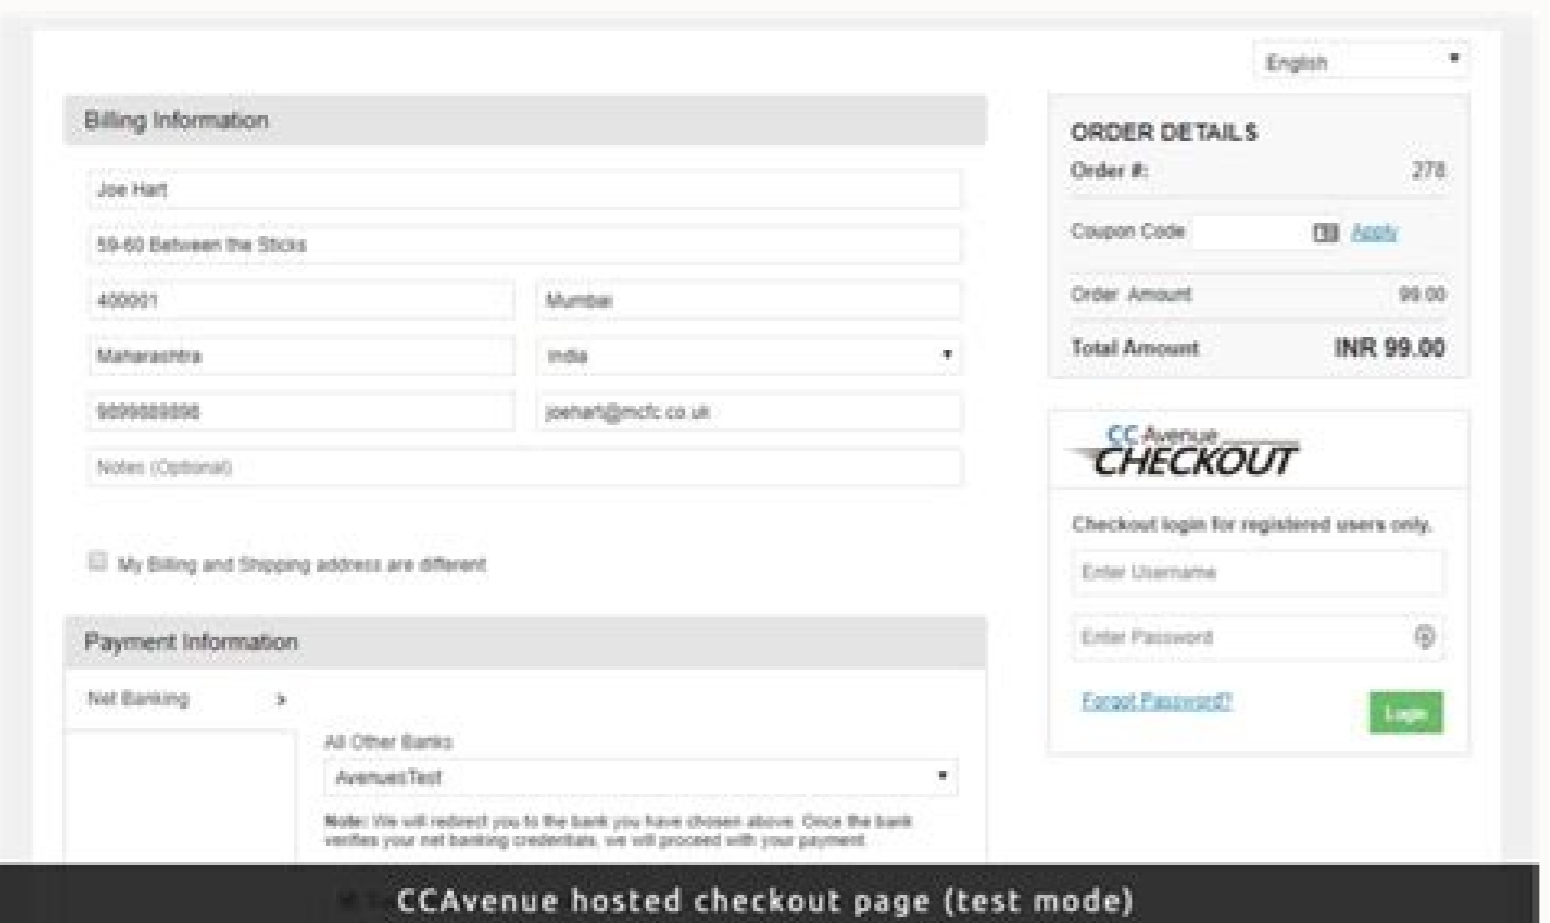 English
Billing Information
Joe Hart
59-60 Between the Sticks
400001 Mumbai
Maharashtra India
joehart@mcfc.co.uk
Notes (Optional)
My Billing and Shipping address are different
Payment Information
Net Banking
All Other Banks
AvenuesTest
Note: We will redirect you to the bank you have chosen above. Once the bank
verifies your net banking credentials, we will proceed with your payment.
ORDER DETAILS
Order #: 278
Coupon Code Apply
Order Amount 99.00
Total Amount INR 99.00
CC Avenue
CHECKOUT
Checkout login for registered users only.
Enter Username
Enter Password
Forgot Password?
Login
CCAvenue hosted checkout page (test mode)